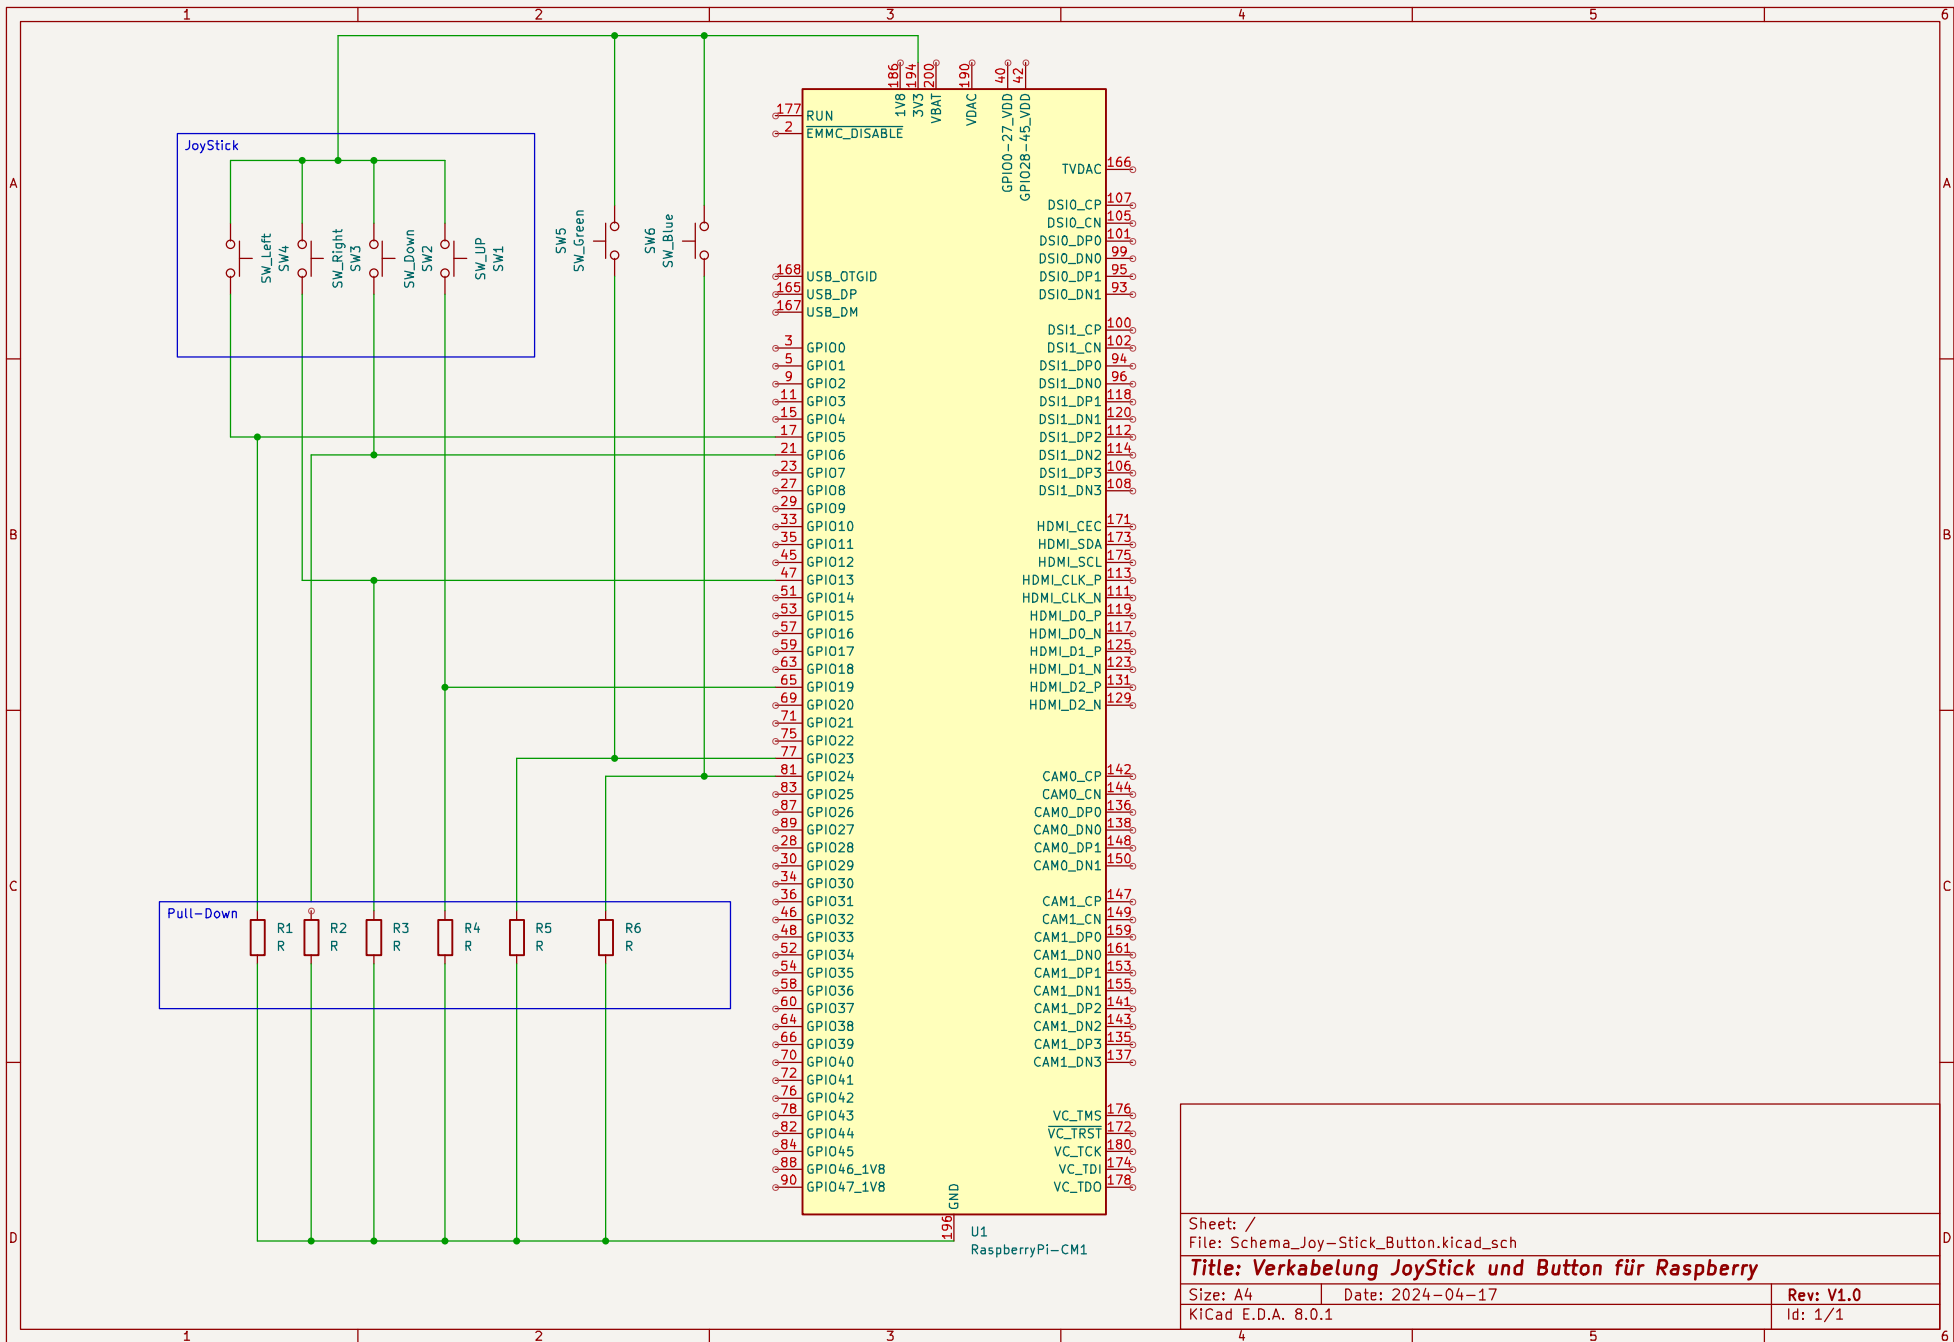 1 2 3 4 5 6
A A
B B
C C
D D
1 2 3 4 5 6
JoyStick
SW_Left
SW4
SW_Right
SW3
SW_Down
SW2
SW_UP
SW1
SW5
SW_Green
SW6
SW_Blue
186 194 200 190 40 42
1V8 3V3 VBAT VDAC GPIO0-27_VDD GPIO28-45_VDD
177 RUN
2 EMMC_DISABLE
168 USB_OTGID
165 USB_DP
167 USB_DM
3 GPIO0
5 GPIO1
9 GPIO2
11 GPIO3
15 GPIO4
17 GPIO5
21 GPIO6
23 GPIO7
27 GPIO8
29 GPIO9
33 GPIO10
35 GPIO11
45 GPIO12
47 GPIO13
51 GPIO14
53 GPIO15
57 GPIO16
59 GPIO17
63 GPIO18
65 GPIO19
69 GPIO20
71 GPIO21
75 GPIO22
77 GPIO23
81 GPIO24
83 GPIO25
87 GPIO26
89 GPIO27
28 GPIO28
30 GPIO29
34 GPIO30
36 GPIO31
46 GPIO32
48 GPIO33
52 GPIO34
54 GPIO35
58 GPIO36
60 GPIO37
64 GPIO38
66 GPIO39
70 GPIO40
72 GPIO41
76 GPIO42
78 GPIO43
82 GPIO44
84 GPIO45
88 GPIO46_1V8
90 GPIO47_1V8
TVDAC 166
DSI0_CP 107
DSI0_CN 105
DSI0_DP0 101
DSI0_DN0 99
DSI0_DP1 95
DSI0_DN1 93
DSI1_CP 100
DSI1_CN 102
DSI1_DP0 94
DSI1_DN0 96
DSI1_DP1 118
DSI1_DN1 120
DSI1_DP2 112
DSI1_DN2 114
DSI1_DP3 106
DSI1_DN3 108
HDMI_CEC 171
HDMI_SDA 173
HDMI_SCL 175
HDMI_CLK_P 113
HDMI_CLK_N 111
HDMI_D0_P 119
HDMI_D0_N 117
HDMI_D1_P 125
HDMI_D1_N 123
HDMI_D2_P 131
HDMI_D2_N 129
CAM0_CP 142
CAM0_CN 144
CAM0_DP0 136
CAM0_DN0 138
CAM0_DP1 148
CAM0_DN1 150
CAM1_CP 147
CAM1_CN 149
CAM1_DP0 159
CAM1_DN0 161
CAM1_DP1 153
CAM1_DN1 155
CAM1_DP2 141
CAM1_DN2 143
CAM1_DP3 135
CAM1_DN3 137
VC_TMS 176
VC_TRST 172
VC_TCK 180
VC_TDI 174
VC_TDO 178
GND
196
U1
RaspberryPi-CM1
Pull-Down
R1 R2 R3 R4 R5 R6
R R R R R R
Sheet: /
File: Schema_Joy-Stick_Button.kicad_sch
Title: Verkabelung JoyStick und Button für Raspberry
Size: A4 Date: 2024-04-17 Rev: V1.0
KiCad E.D.A. 8.0.1 Id: 1/1